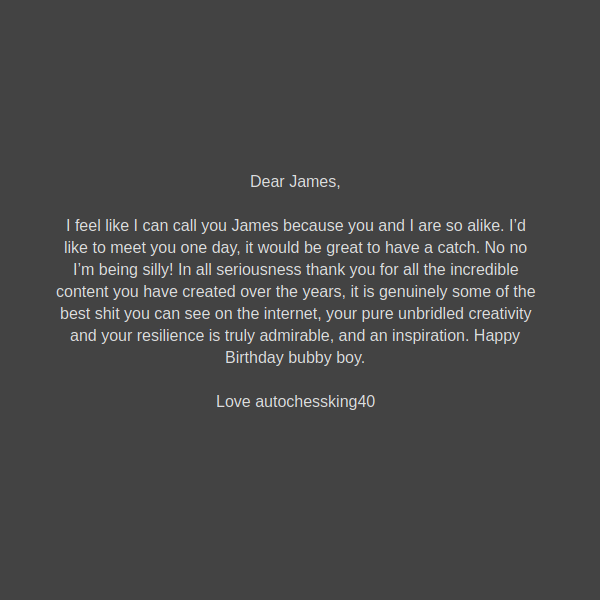 Dear James,
I feel like I can call you James because you and I are so alike. I’d
like to meet you one day, it would be great to have a catch. No no
I’m being silly! In all seriousness thank you for all the incredible
content you have created over the years, it is genuinely some of the
best shit you can see on the internet, your pure unbridled creativity
and your resilience is truly admirable, and an inspiration. Happy
Birthday bubby boy.
Love autochessking40